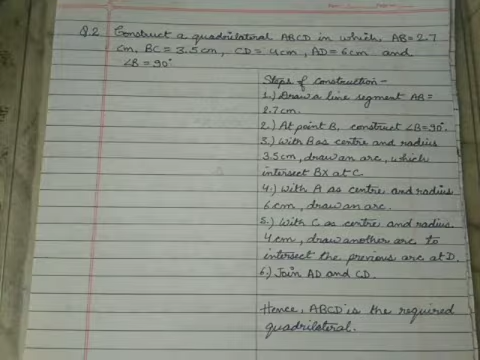 Q.2. Construct a quadrilateral ABCD in which, AB = 2.7
cm, BC = 3.5 cm, CD = 4 cm, AD = 6 cm and
∠B = 90°
Steps of construction -
1.) Draw a line segment AB =
2.7 cm.
2.) At point B, construct ∠B = 90°.
3.) With B as centre and radius
3.5 cm, draw an arc, which
intersect BX at C
4.) With A as centre and radius
6 cm, draw an arc.
5.) With C as centre and radius
4 cm, draw another arc to
intersect the previous arc at D.
6.) Join AD and CD.
Hence, ABCD is the required
quadrilateral.